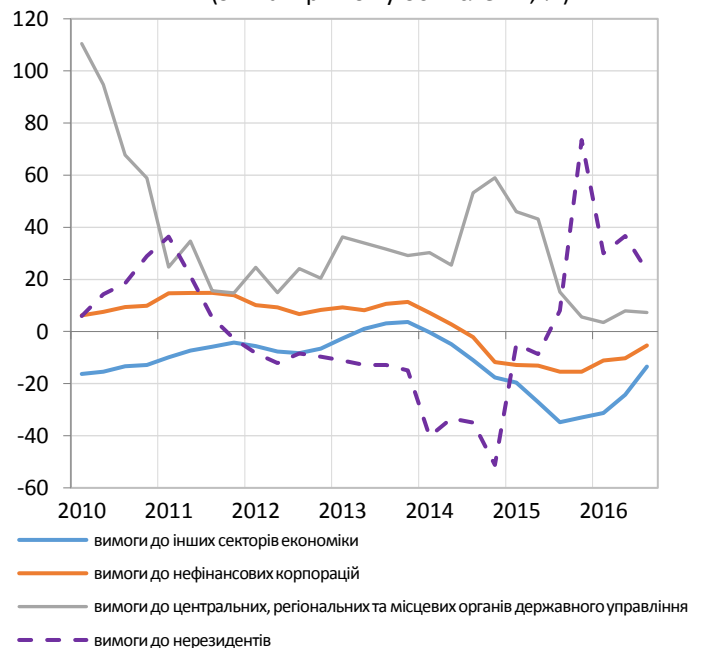 120
100
80
60
40
20
0
-20
-40
-60
2010 2011 2012 2013 2014 2015 2016
вимоги до інших секторів економіки
вимоги до нефінансових корпорацій
вимоги до центральних, регіональних та місцевих органів державного управління
вимоги до нерезидентів